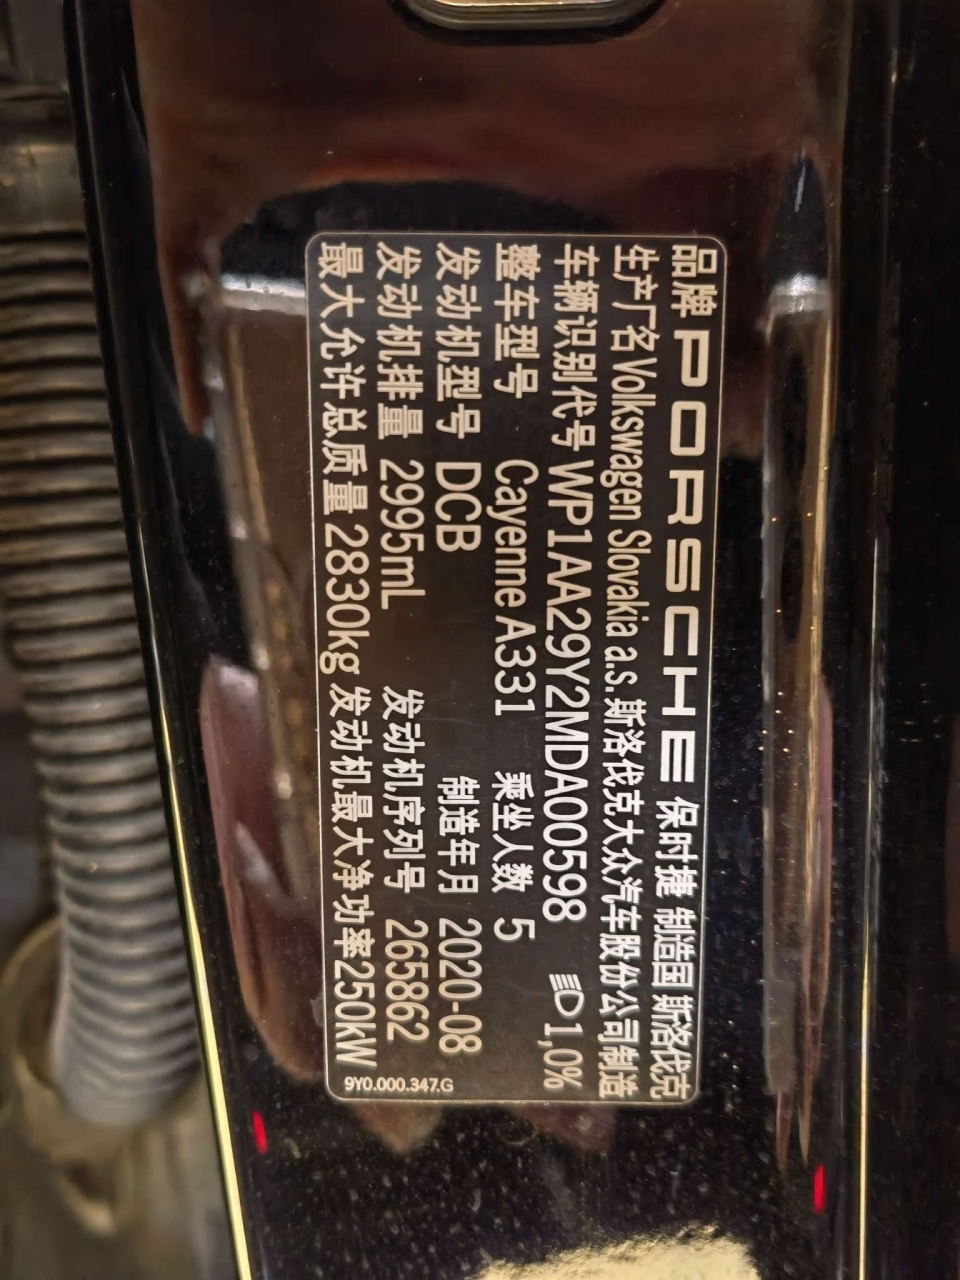 品牌 PORSCHE 保时捷 制造国 斯洛伐克
生产厂名 Volkswagen Slovakia a.s. 斯洛伐克大众汽车股份公司制造
车辆识别代号 WP1AA29Y2MDA00598 1,0%
整车型号 Cayenne A331 乘坐人数 5
发动机型号 DCB 制造年月 2020-08
发动机排量 2995mL 发动机序列号 265862
最大允许总质量 2830kg 发动机最大净功率 250kW
9Y0.000.347.G